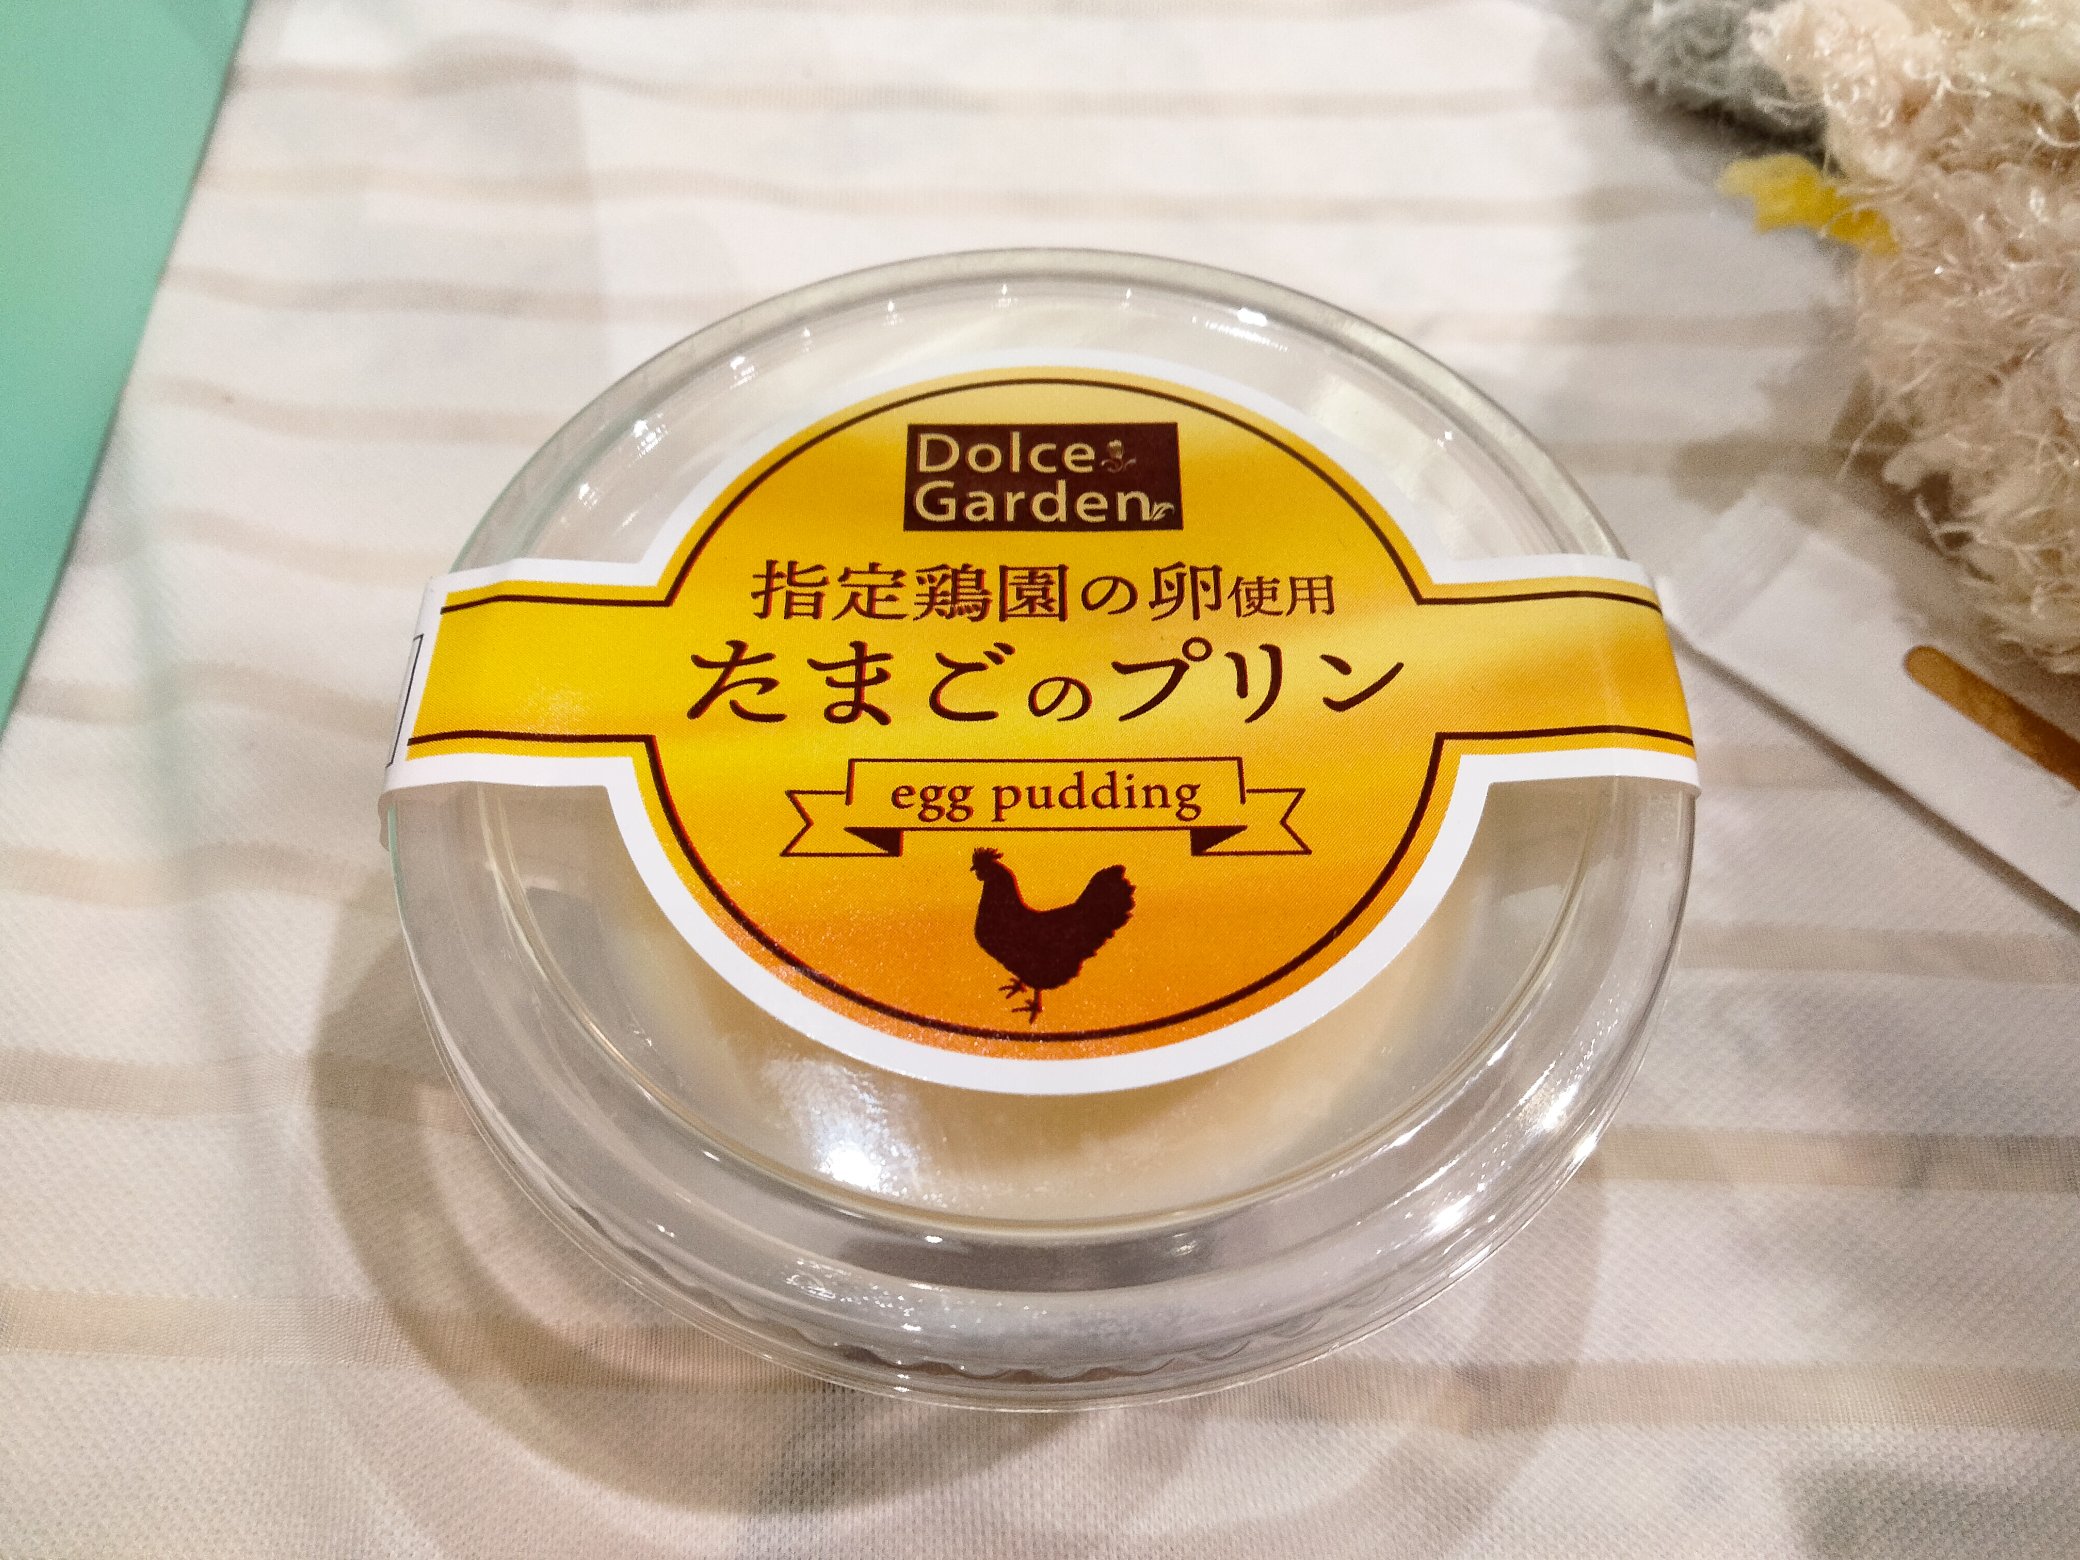 Dolce
Garden
指定鶏園の卵使用
たまごのプリン
egg pudding